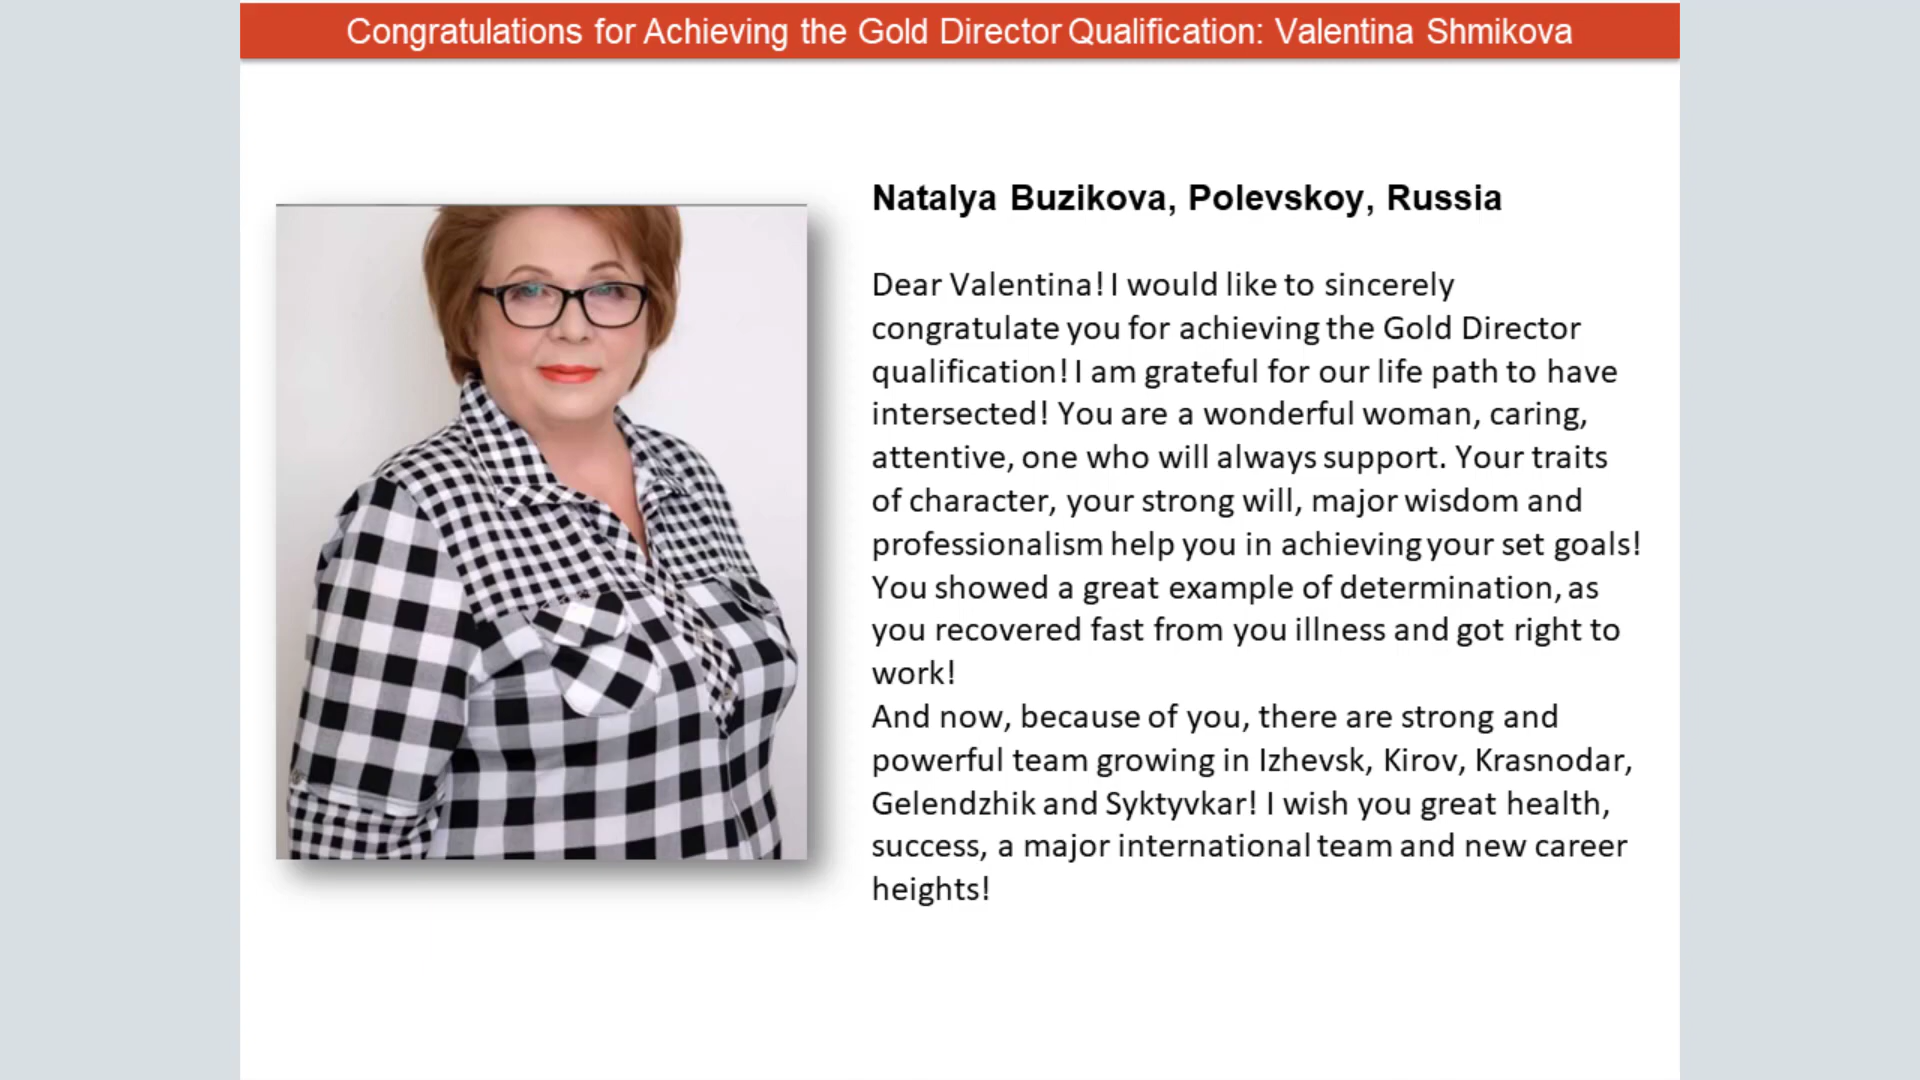 Congratulations for Achieving the Gold Director Qualification: Valentina Shmikova
Natalya Buzikova, Polevskoy, Russia
Dear Valentina! I would like to sincerely
congratulate you for achieving the Gold Director
qualification! I am grateful for our life path to have
intersected! You are a wonderful woman, caring,
attentive, one who will always support. Your traits
of character, your strong will, major wisdom and
professionalism help you in achieving your set goals!
You showed a great example of determination, as
you recovered fast from you illness and got right to
work!
And now, because of you, there are strong and
powerful team growing in Izhevsk, Kirov, Krasnodar,
Gelendzhik and Syktyvkar! I wish you great health,
success, a major international team and new career
heights!